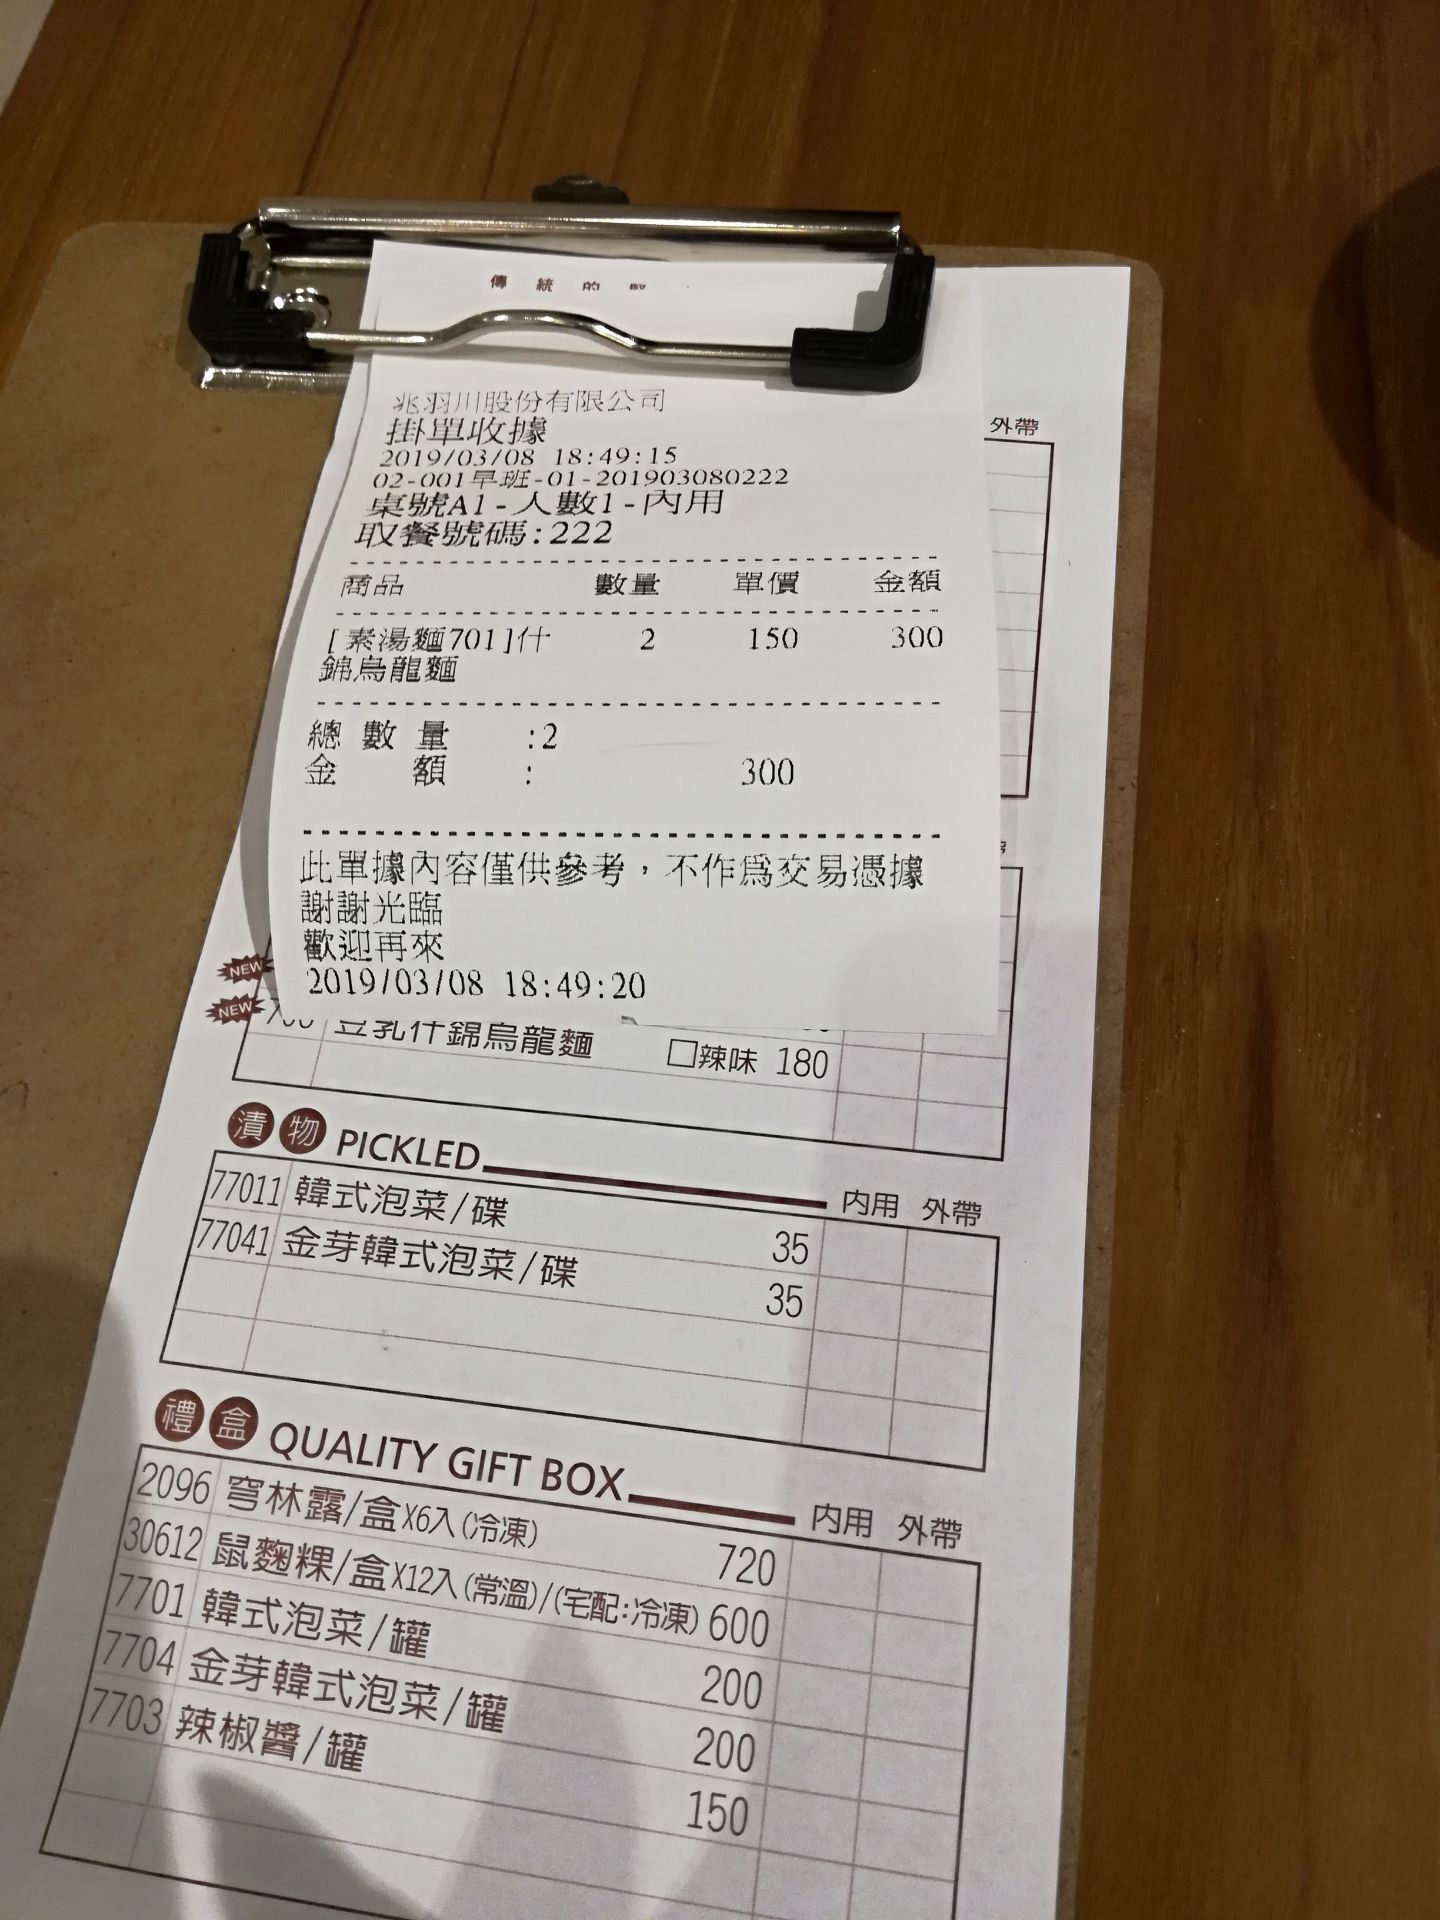 傳 統 的
兆羽川股份有限公司
掛單收據
2019/03/08 18:49:15
02-001早班-01-201903080222
桌號A1-人數1-內用
取餐號碼:222
商品 數量 單價 金額
[素湯麵701]什 2 150 300
錦烏龍麵
總 數 量 :2
金 額 : 300
此單據內容僅供參考，不作為交易憑據
謝謝光臨
歡迎再來
2019/03/08 18:49:20
外帶
NEW
NEW
豆乳什錦烏龍麵 □辣味 180
漬物 PICKLED 內用 外帶
77011 韓式泡菜/碟 35
77041 金芽韓式泡菜/碟 35
禮盒 QUALITY GIFT BOX 內用 外帶
2096 穹林露/盒X6入(冷凍) 720
30612 鼠麴粿/盒X12入(常溫)/(宅配:冷凍) 600
7701 韓式泡菜/罐 200
7704 金芽韓式泡菜/罐 200
7703 辣椒醬/罐 150